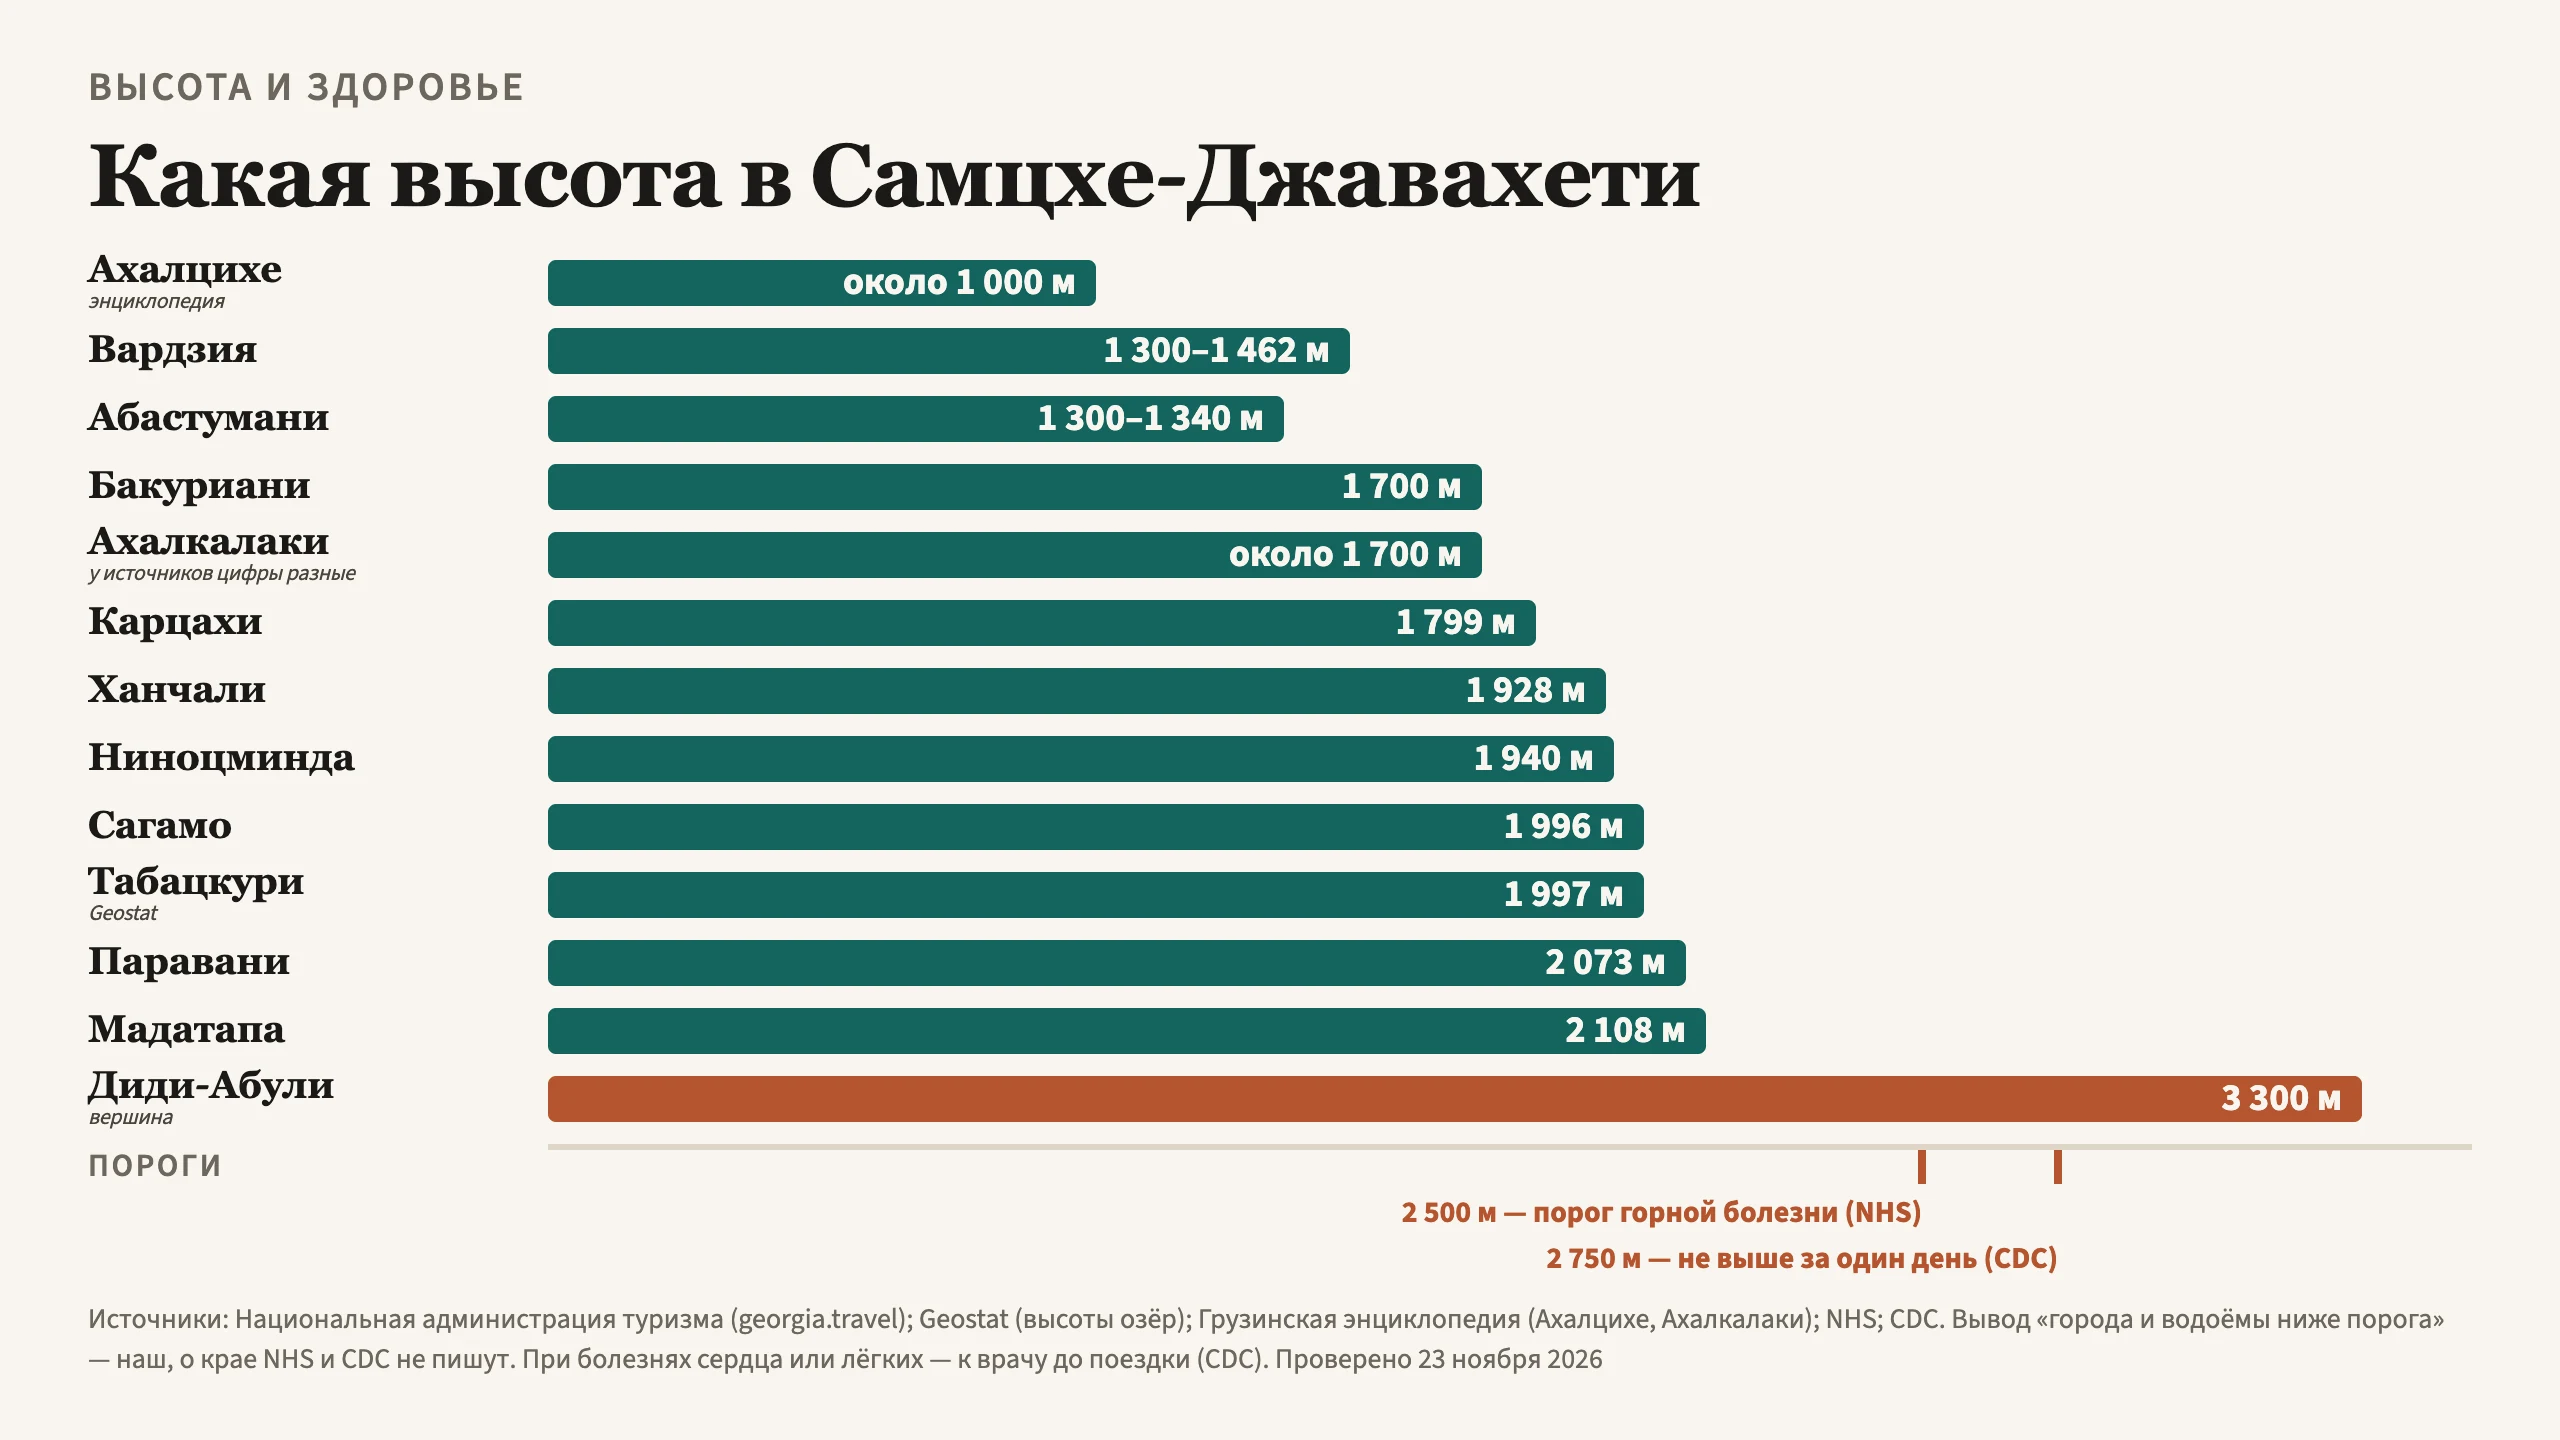 ВЫСОТА И ЗДОРОВЬЕ
Какая высота в Самцхе-Джавахети
Ахалцихе
энциклопедия
около 1 000 м
Вардзия
1 300–1 462 м
Абастумани
1 300–1 340 м
Бакуриани
1 700 м
Ахалкалаки
у источников цифры разные
около 1 700 м
Карцахи
1 799 м
Ханчали
1 928 м
Ниноцминда
1 940 м
Сагамо
1 996 м
Табацкури
Geostat
1 997 м
Паравани
2 073 м
Мадатапа
2 108 м
Диди-Абули
вершина
3 300 м
ПОРОГИ
2 500 м — порог горной болезни (NHS)
2 750 м — не выше за один день (CDC)
Источники: Национальная администрация туризма (georgia.travel); Geostat (высоты озёр); Грузинская энциклопедия (Ахалцихе, Ахалкалаки); NHS; CDC. Вывод «города и водоёмы ниже порога»
— наш, о крае NHS и CDC не пишут. При болезнях сердца или лёгких — к врачу до поездки (CDC). Проверено 23 ноября 2026